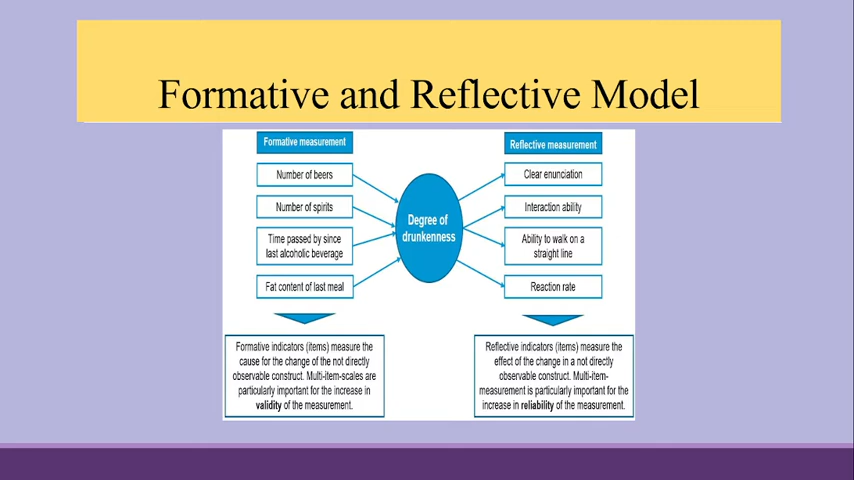 Formative and Reflective Model
Formative measurement
Number of beers
Number of spirits
Time passed by since
last alcoholic beverage
Fat content of last meal
Degree of
drunkenness
Reflective measurement
Clear enunciation
Interaction ability
Ability to walk on a
straight line
Reaction rate
Formative indicators (items) measure the
cause for the change of the not directly
observable construct. Multi-item-scales are
particularly important for the increase in
validity of the measurement.
Reflective indicators (items) measure the
effect of the change in a not directly
observable construct. Multi-item-
measurement is particularly important for the
increase in reliability of the measurement.